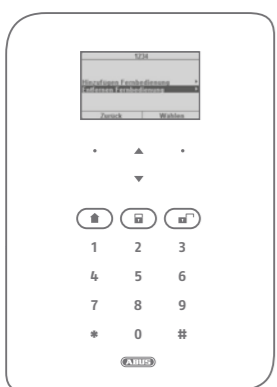 1234
Hinzufügen Fernbedienung
Entfernen Fernbedienung
Zurück Wählen
1 2 3
4 5 6
7 8 9
* 0 #
ABUS